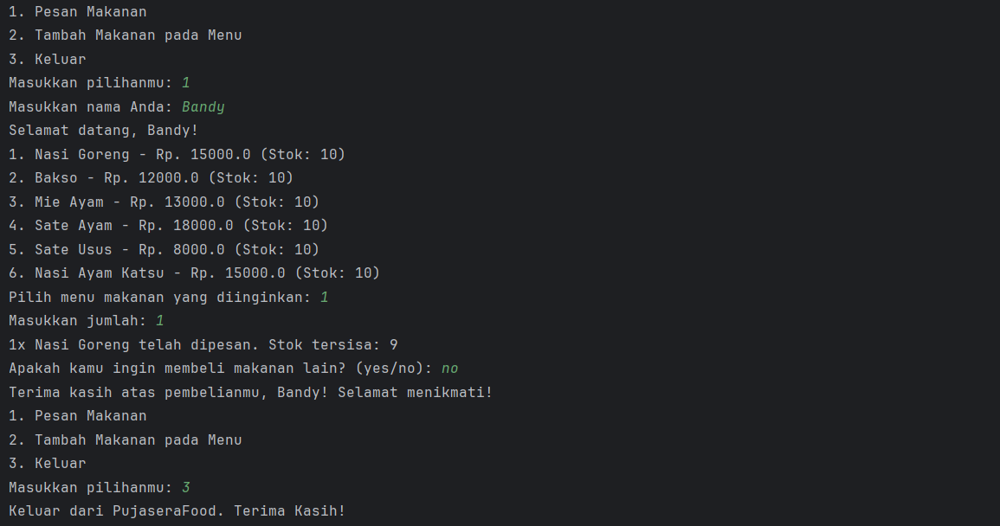 1. Pesan Makanan
2. Tambah Makanan pada Menu
3. Keluar
Masukkan pilihanmu: 1
Masukkan nama Anda: Bandy
Selamat datang, Bandy!
1. Nasi Goreng - Rp. 15000.0 (Stok: 10)
2. Bakso - Rp. 12000.0 (Stok: 10)
3. Mie Ayam - Rp. 13000.0 (Stok: 10)
4. Sate Ayam - Rp. 18000.0 (Stok: 10)
5. Sate Usus - Rp. 8000.0 (Stok: 10)
6. Nasi Ayam Katsu - Rp. 15000.0 (Stok: 10)
Pilih menu makanan yang diinginkan: 1
Masukkan jumlah: 1
1x Nasi Goreng telah dipesan. Stok tersisa: 9
Apakah kamu ingin membeli makanan lain? (yes/no): no
Terima kasih atas pembelianmu, Bandy! Selamat menikmati!
1. Pesan Makanan
2. Tambah Makanan pada Menu
3. Keluar
Masukkan pilihanmu: 3
Keluar dari PujaseraFood. Terima Kasih!